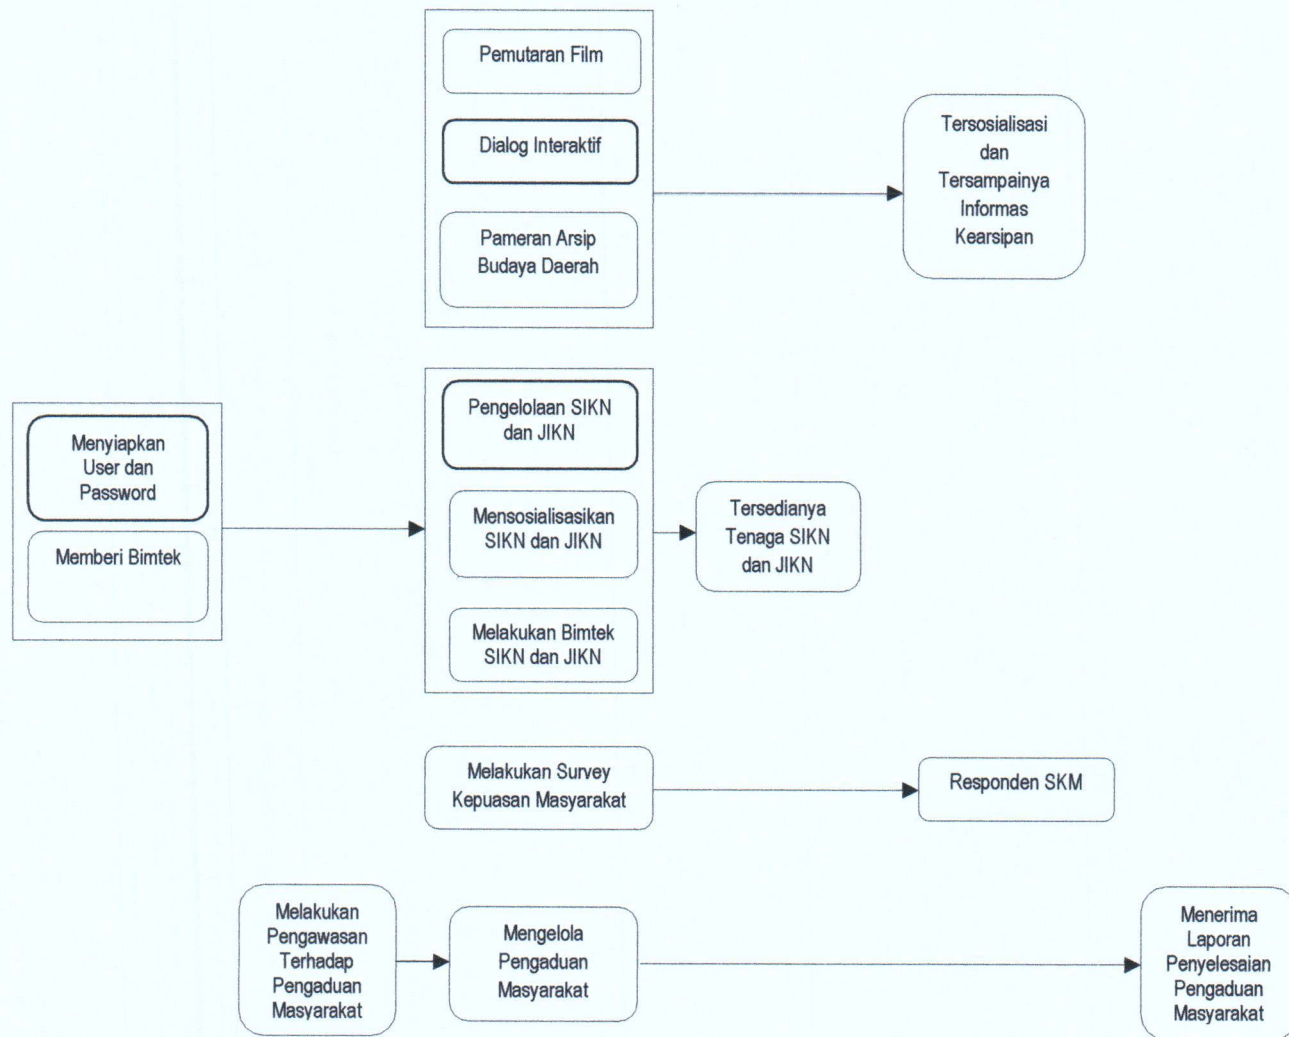 Pemutaran Film
Dialog Interaktif
Pameran Arsip
Budaya Daerah
Tersosialisasi
dan
Tersampainya
Informas
Kearsipan
Menyiapkan
User dan
Password
Memberi Bimtek
Pengelolaan SIKN
dan JIKN
Mensosialisasikan
SIKN dan JIKN
Melakukan Bimtek
SIKN dan JIKN
Tersedianya
Tenaga SIKN
dan JIKN
Melakukan Survey
Kepuasan Masyarakat
Responden SKM
Melakukan
Pengawasan
Terhadap
Pengaduan
Masyarakat
Mengelola
Pengaduan
Masyarakat
Menerima
Laporan
Penyelesaian
Pengaduan
Masyarakat